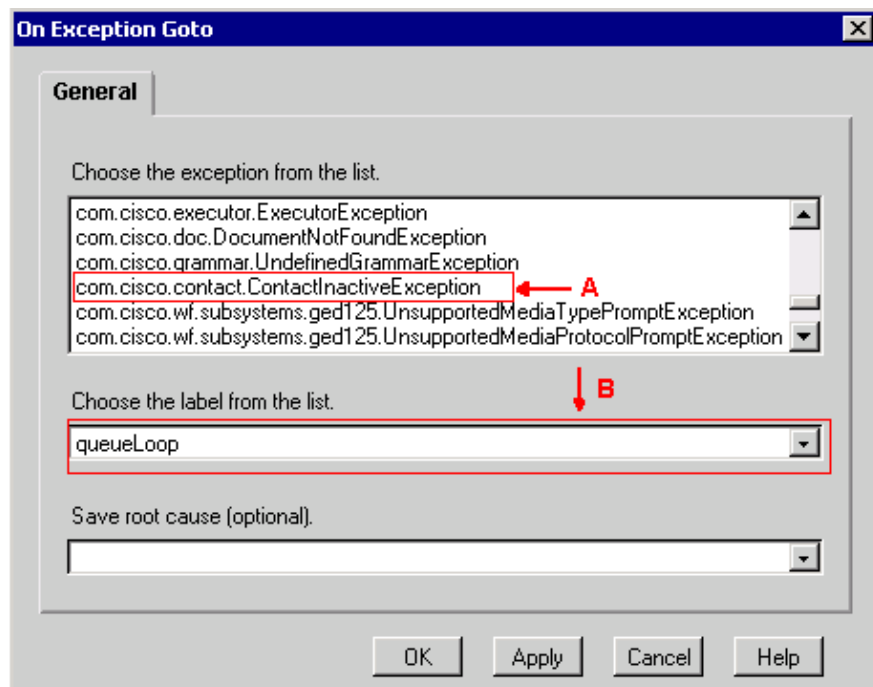 On Exception Goto
General
Choose the exception from the list.
com.cisco.executor.ExecutorException
com.cisco.doc.DocumentNotFoundException
com.cisco.grammar.UndefinedGrammarException
com.cisco.contact.ContactInactiveException
A
com.cisco.wf.subsystems.ged125.UnsupportedMediaTypePromptException
com.cisco.wf.subsystems.ged125.UnsupportedMediaProtocolPromptException
B
Choose the label from the list.
queueLoop
Save root cause (optional).
OK Apply Cancel Help